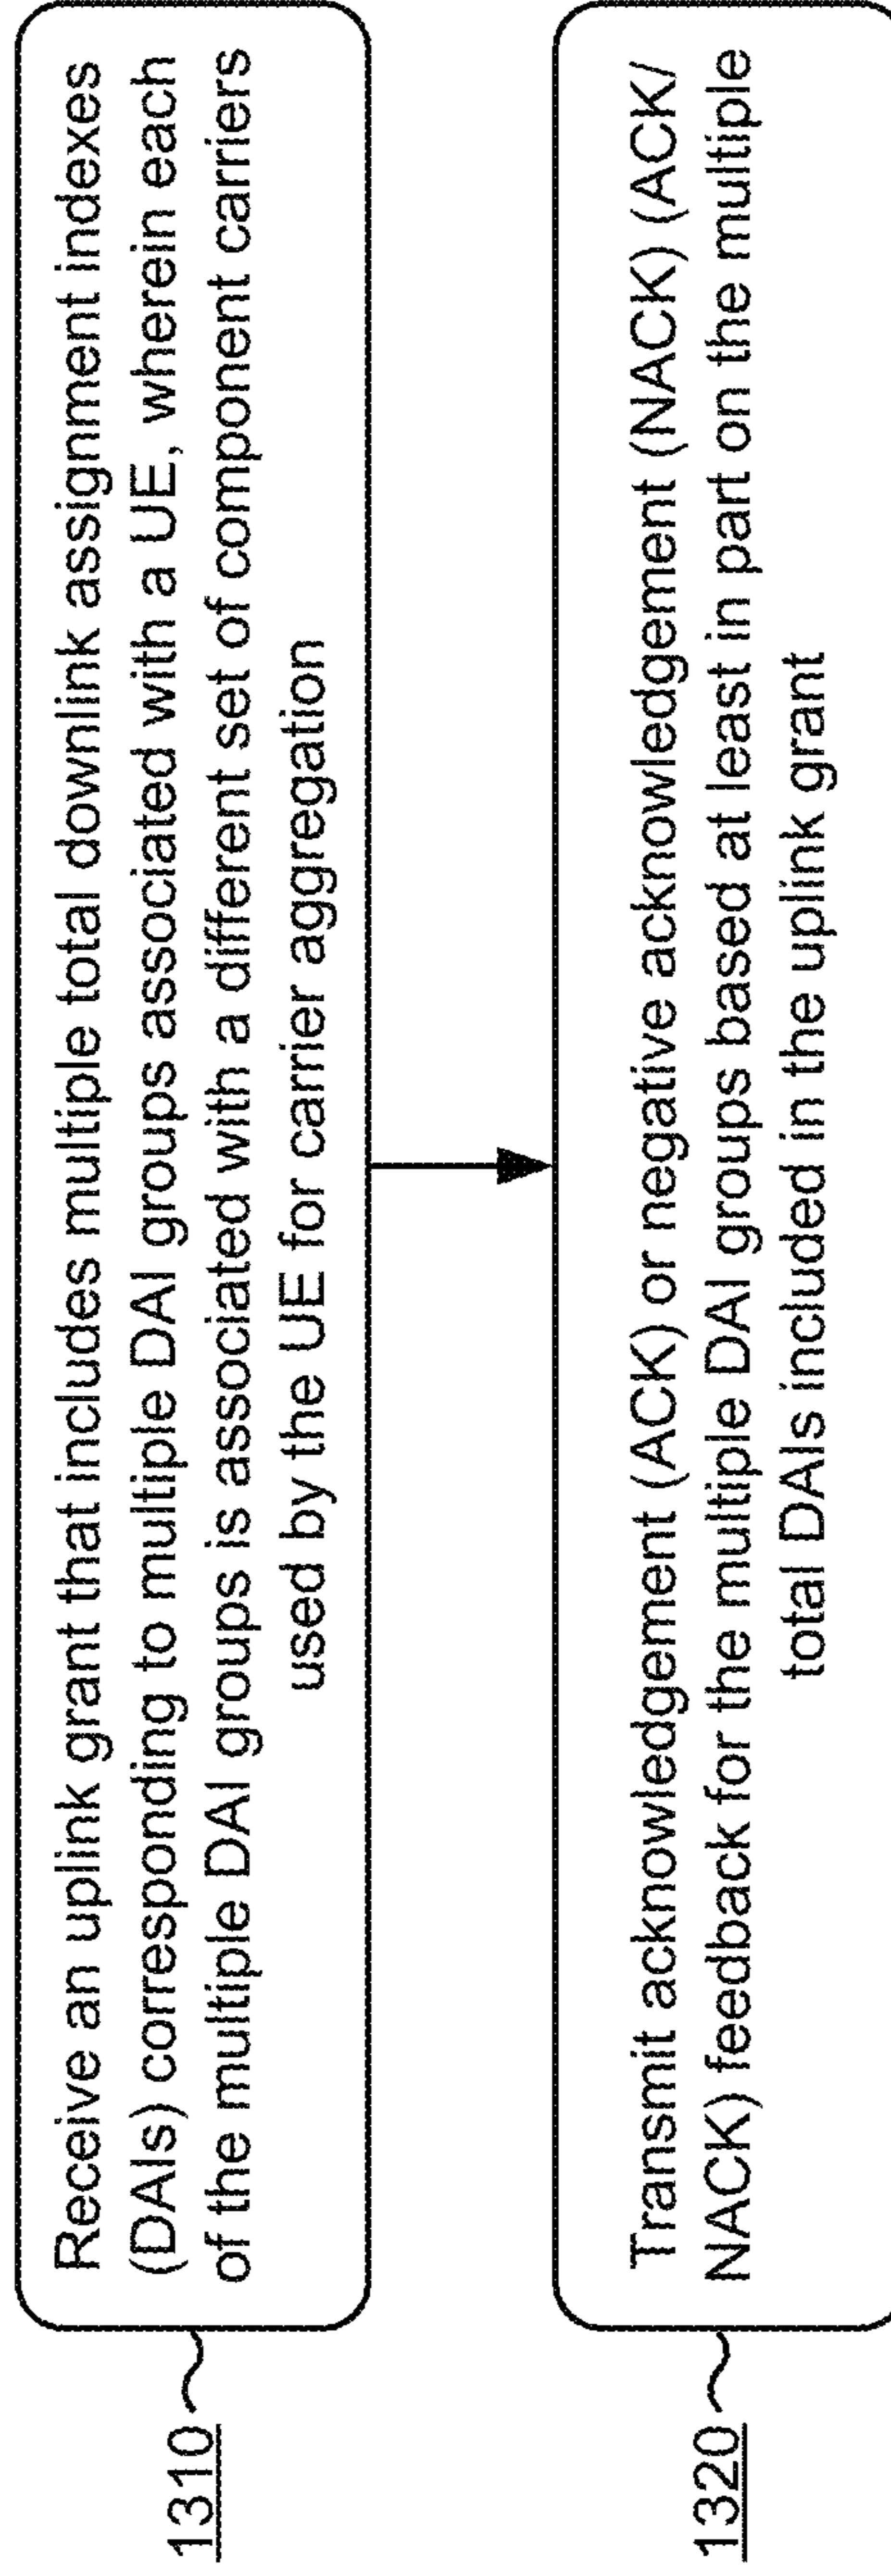 1310
Receive an uplink grant that includes multiple total downlink assignment indexes
(DAIs) corresponding to multiple DAI groups associated with a UE, wherein each
of the multiple DAI groups is associated with a different set of component carriers
used by the UE for carrier aggregation
1320
Transmit acknowledgement (ACK) or negative acknowledgement (NACK) (ACK/
NACK) feedback for the multiple DAI groups based at least in part on the multiple
total DAIs included in the uplink grant